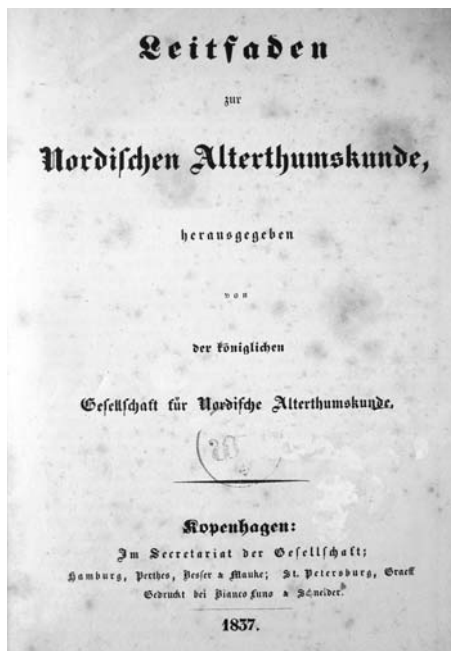 Leitfaden
zur
Nordischen Alterthumskunde,
herausgegeben
von
der königlichen
Gesellschaft für Nordische Alterthumskunde.
Kopenhagen:
Im Secretariat der Gesellschaft;
Hamburg, Perthes, Besser & Mauke; St. Petersburg, Graeff
Gedruckt bei Bianco Luno & Schneider.
1837.